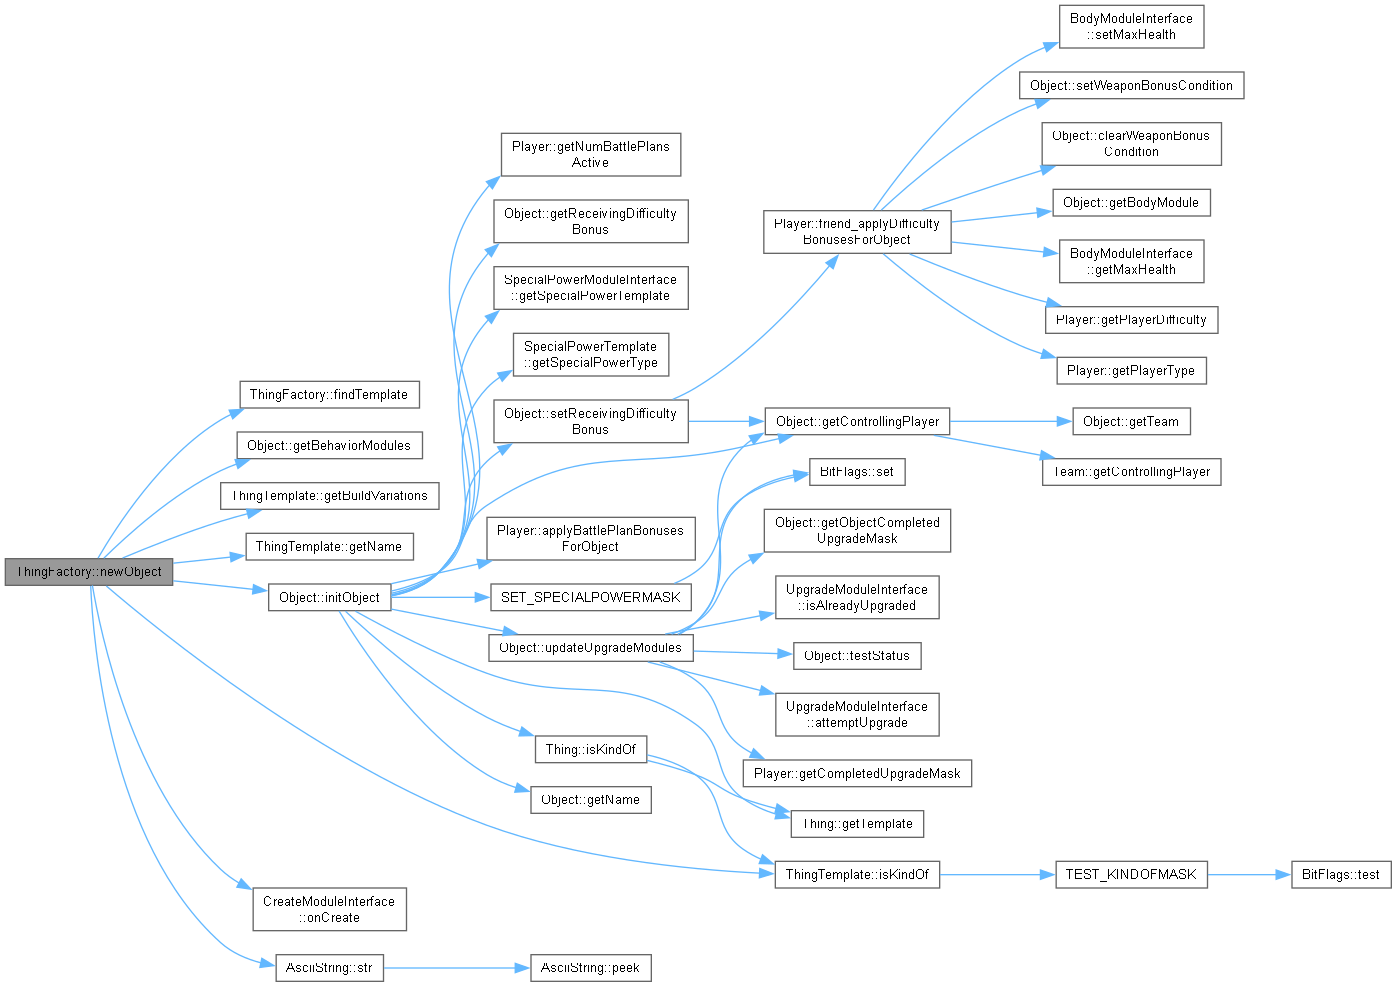 BodyModuleInterface
::setMaxHealth
Object::setWeaponBonusCondition
Object::clearWeaponBonus
Condition
Object::getBodyModule
BodyModuleInterface
::getMaxHealth
Player::getPlayerDifficulty
Player::getPlayerType
Player::friend_applyDifficulty
BonusesForObject
Player::getNumBattlePlans
Active
Object::getReceivingDifficulty
Bonus
SpecialPowerModuleInterface
::getSpecialPowerTemplate
SpecialPowerTemplate
::getSpecialPowerType
Object::setReceivingDifficulty
Bonus
Object::getControllingPlayer
Object::getTeam
Team::getControllingPlayer
BitFlags::set
Player::applyBattlePlanBonuses
ForObject
SET_SPECIALPOWERMASK
Object::updateUpgradeModules
Object::getObjectCompleted
UpgradeMask
UpgradeModuleInterface
::isAlreadyUpgraded
Object::testStatus
UpgradeModuleInterface
::attemptUpgrade
Player::getCompletedUpgradeMask
Thing::isKindOf
Object::getName
Thing::getTemplate
ThingTemplate::isKindOf
TEST_KINDOFMASK
BitFlags::test
ThingFactory::findTemplate
Object::getBehaviorModules
ThingTemplate::getBuildVariations
ThingTemplate::getName
ThingFactory::newObject
Object::initObject
CreateModuleInterface
::onCreate
AsciiString::str
AsciiString::peek